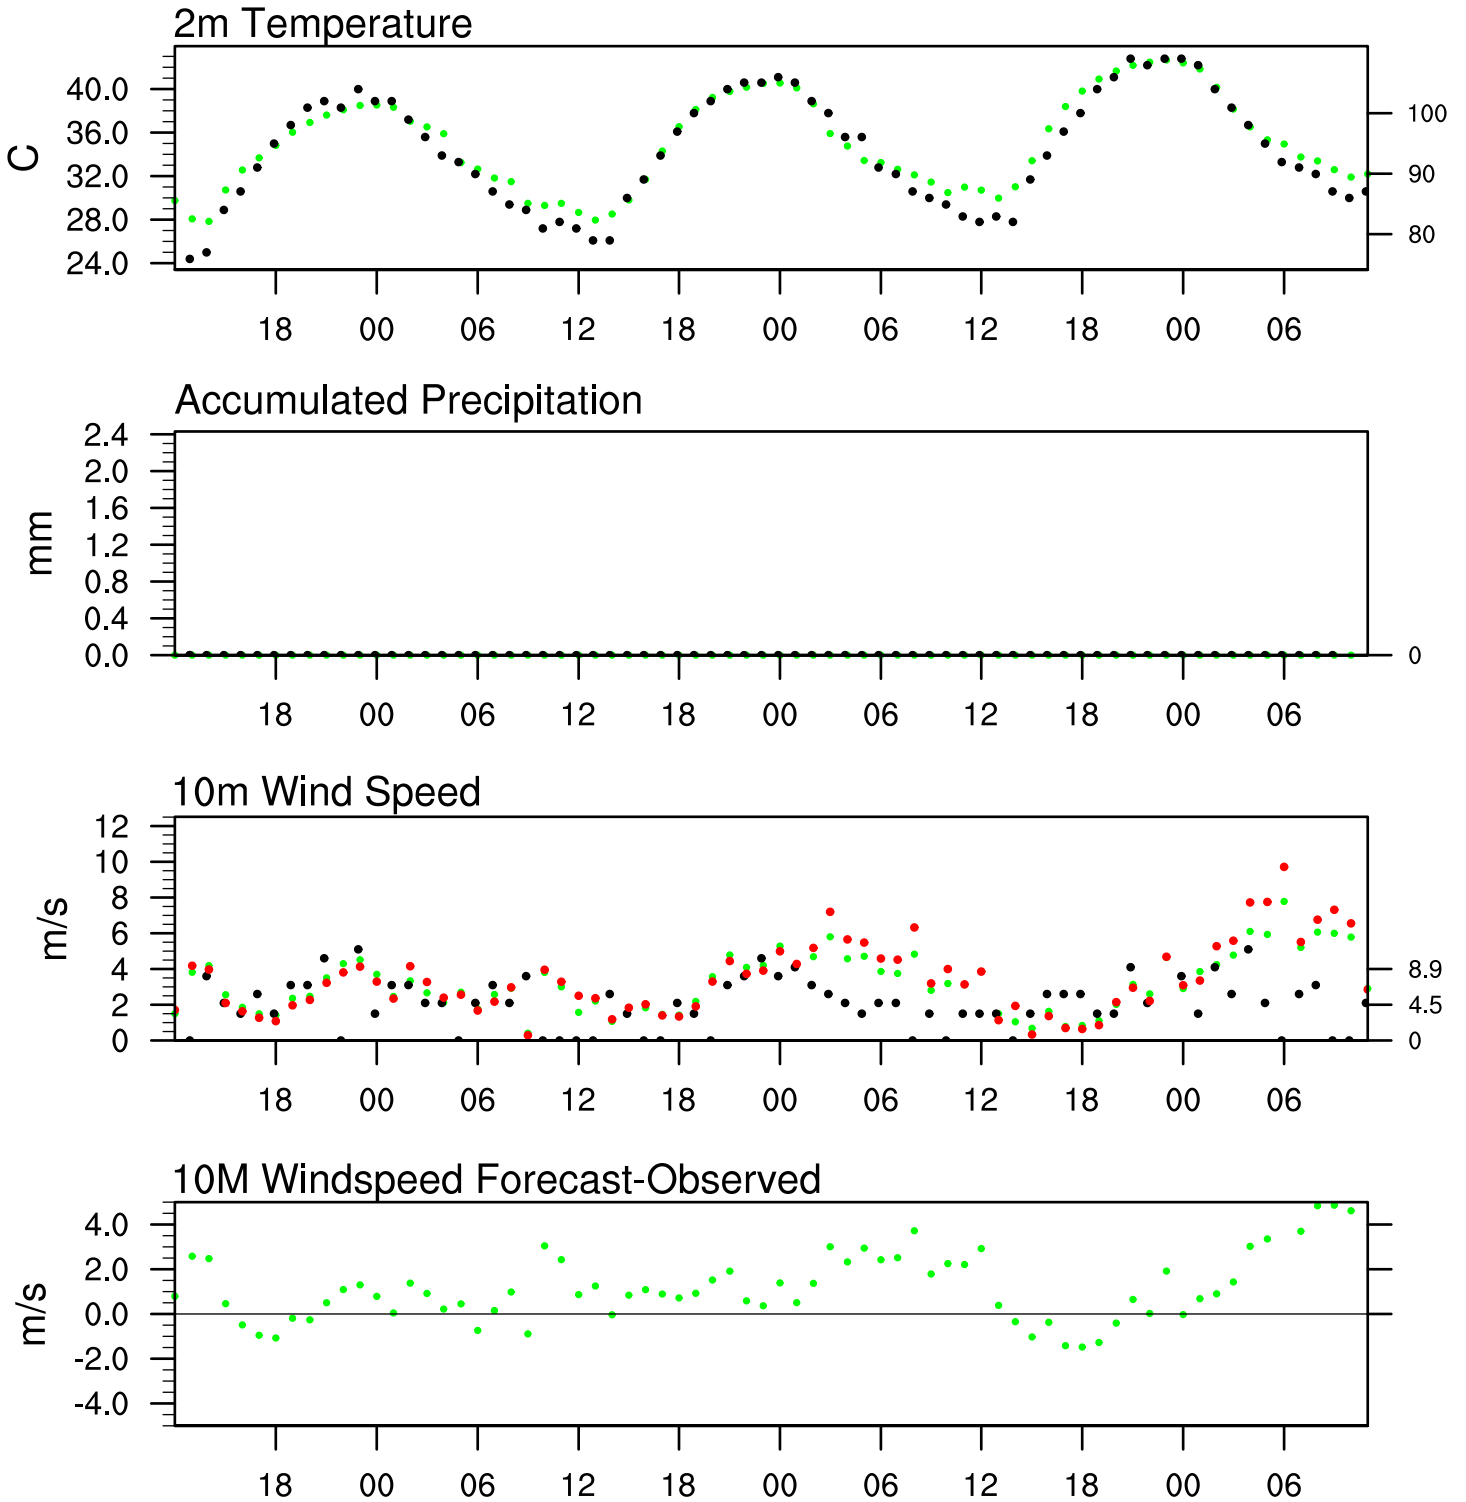 2m Temperature
C
40.0
36.0
32.0
28.0
24.0
100
90
80
18 00 06 12 18 00 06 12 18 00 06
Accumulated Precipitation
mm
2.4
2.0
1.6
1.2
0.8
0.4
0.0
0
18 00 06 12 18 00 06 12 18 00 06
10m Wind Speed
m/s
12
10
8
6
4
2
0
8.9
4.5
0
18 00 06 12 18 00 06 12 18 00 06
10M Windspeed Forecast-Observed
m/s
4.0
2.0
0.0
-2.0
-4.0
18 00 06 12 18 00 06 12 18 00 06